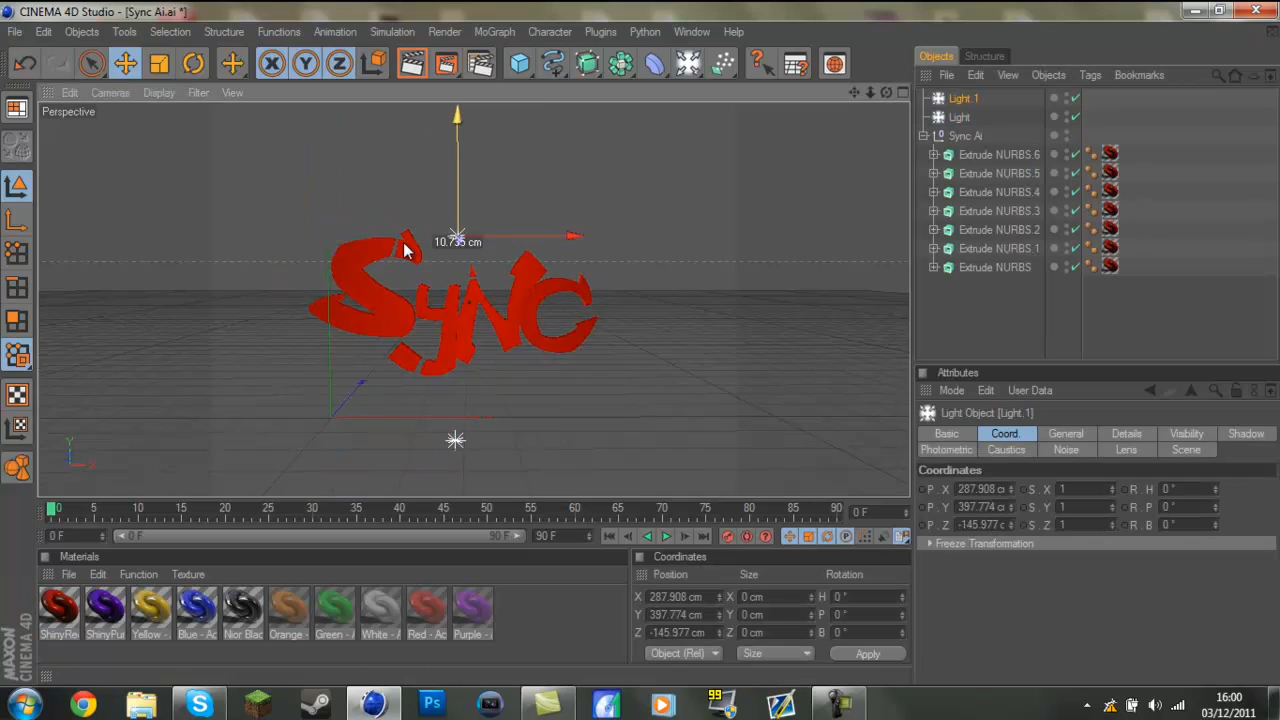 CINEMA 4D Studio - [Sync Ai.ai *]
File Edit Objects Tools Selection Structure Functions Animation Simulation Render MoGraph Character Plugins Python Window Help
Objects Structure
File Edit View Objects Tags Bookmarks
Edit Cameras Display Filter View
Perspective
Light.1
Light
Sync Ai
Extrude NURBS.6
Extrude NURBS.5
Extrude NURBS.4
Extrude NURBS.3
Extrude NURBS.2
Extrude NURBS.1
Extrude NURBS
10.735 cm
SYNC
Y
X
Attributes
Mode Edit User Data
Light Object [Light.1]
Basic Coord. General Details Visibility Shadow
Photometric Caustics Noise Lens Scene
Coordinates
P . X 287.908 cm S . X 1 R . H 0 °
P . Y 397.774 cm S . Y 1 R . P 0 °
P . Z -145.977 c S . Z 1 R . B 0 °
Freeze Transformation
0 5 10 15 20 25 30 35 40 45 50 55 60 65 70 75 80 85 90 0 F
0 F 0 F 90 F 90 F
Materials
File Edit Function Texture
ShinyRe ShinyPur Yellow - Blue - Ac Nior Blac Orange - Green - A White - A Red - Ac Purple -
Coordinates
Position Size Rotation
X 287.908 cm X 0 cm H 0 °
Y 397.774 cm Y 0 cm P 0 °
Z -145.977 cm Z 0 cm B 0 °
Object (Rel) Size Apply
MAXON
CINEMA 4D
Ps
99
16:00
03/12/2011